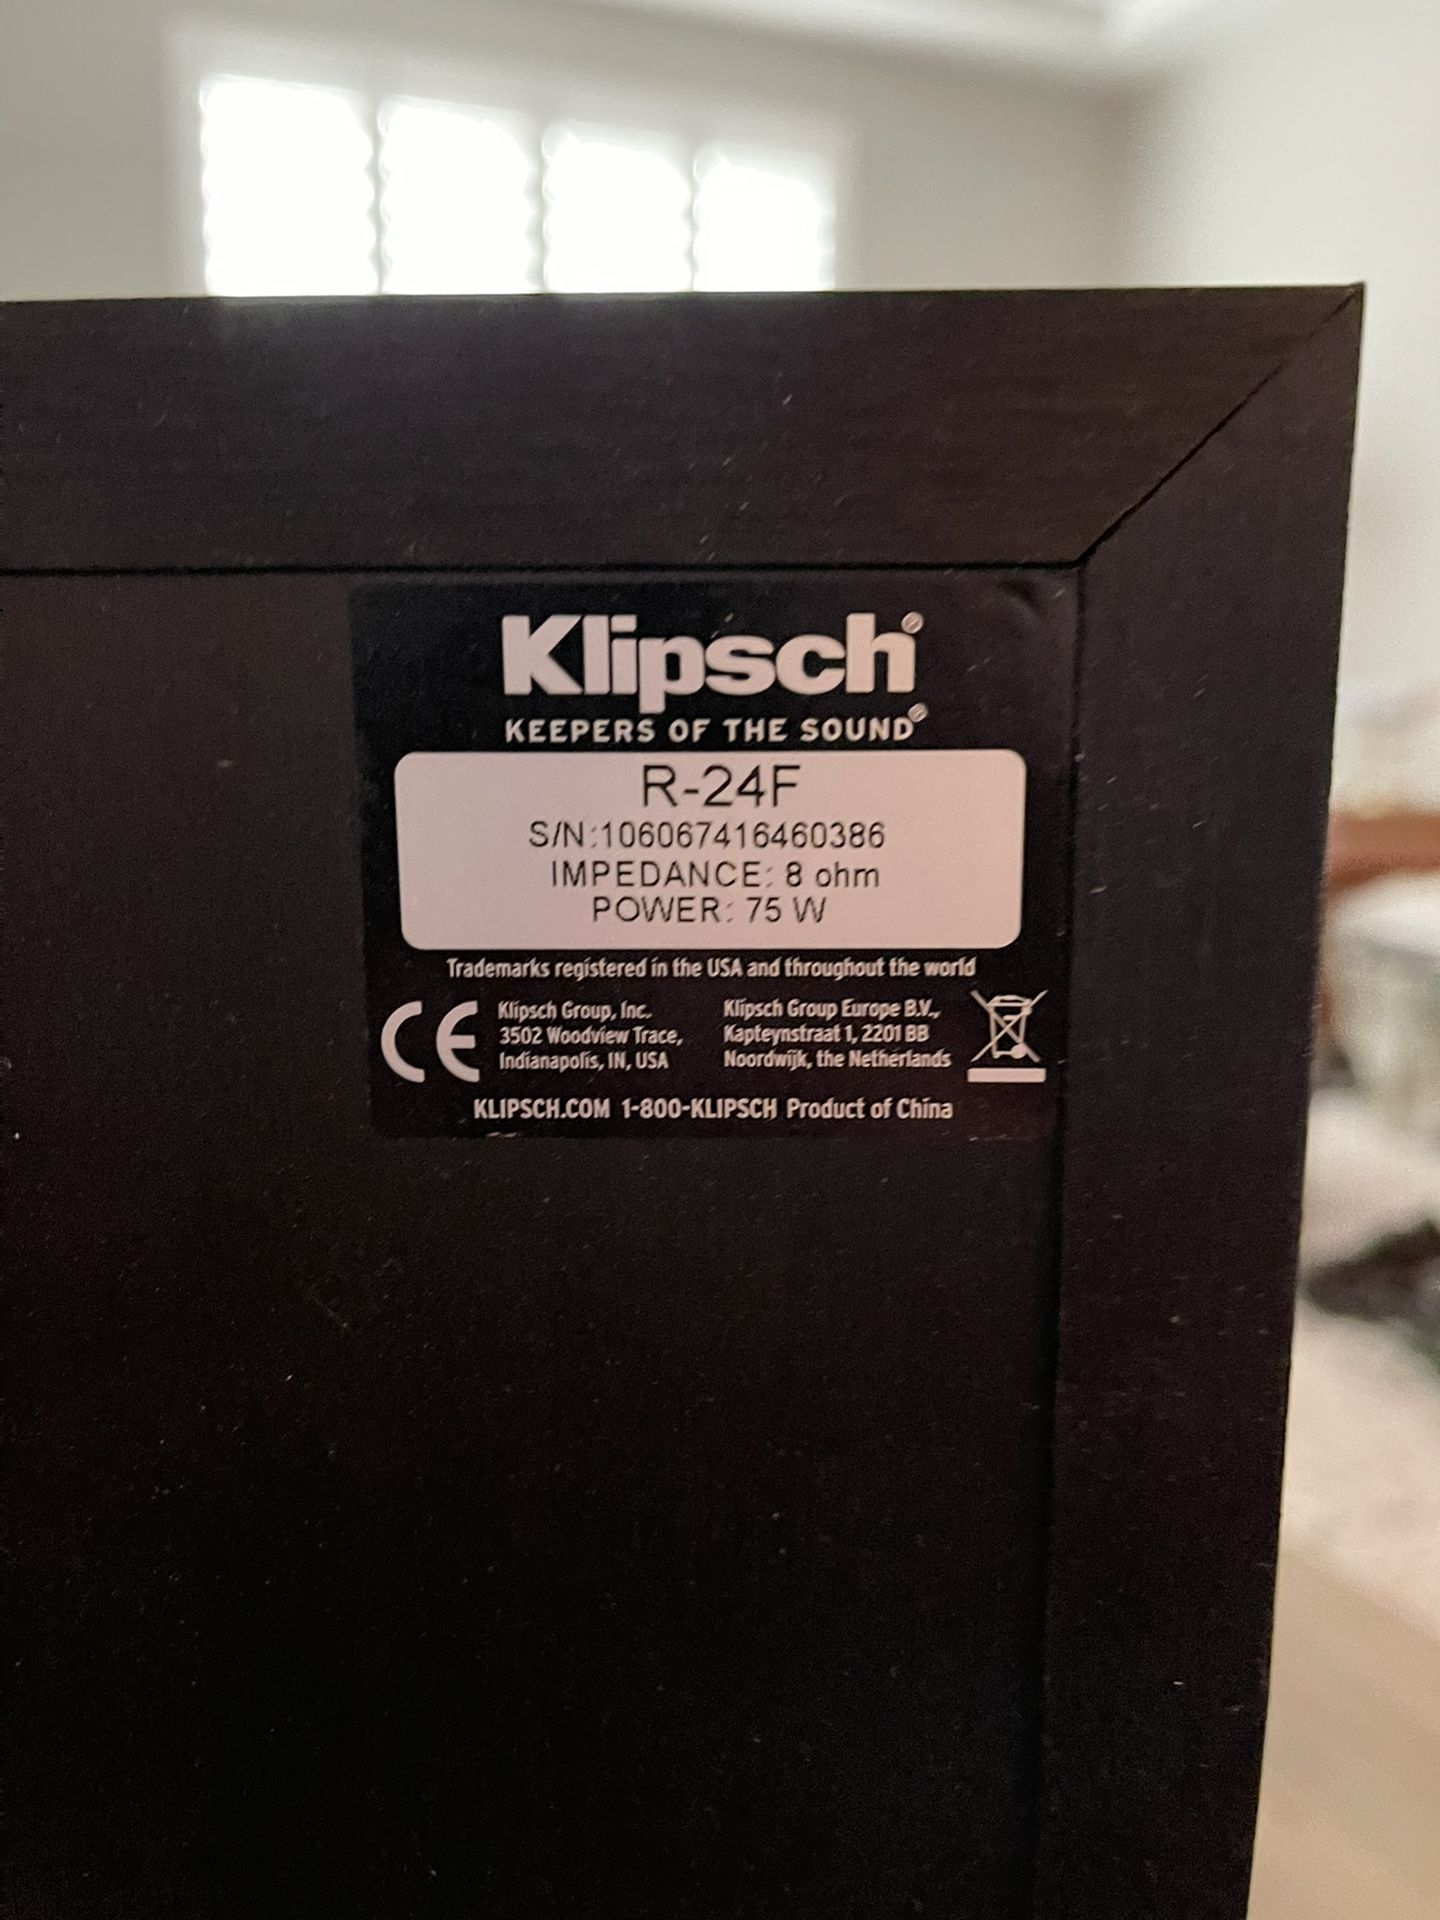 Klipsch®
KEEPERS OF THE SOUND®
R-24F
S/N:106067416460386
IMPEDANCE: 8 ohm
POWER: 75 W
Trademarks registered in the USA and throughout the world
CE
Klipsch Group, Inc.
3502 Woodview Trace,
Indianapolis, IN, USA
Klipsch Group Europe B.V.,
Kapteynstraat 1, 2201 BB
Noordwijk, the Netherlands
KLIPSCH.COM 1-800-KLIPSCH Product of China